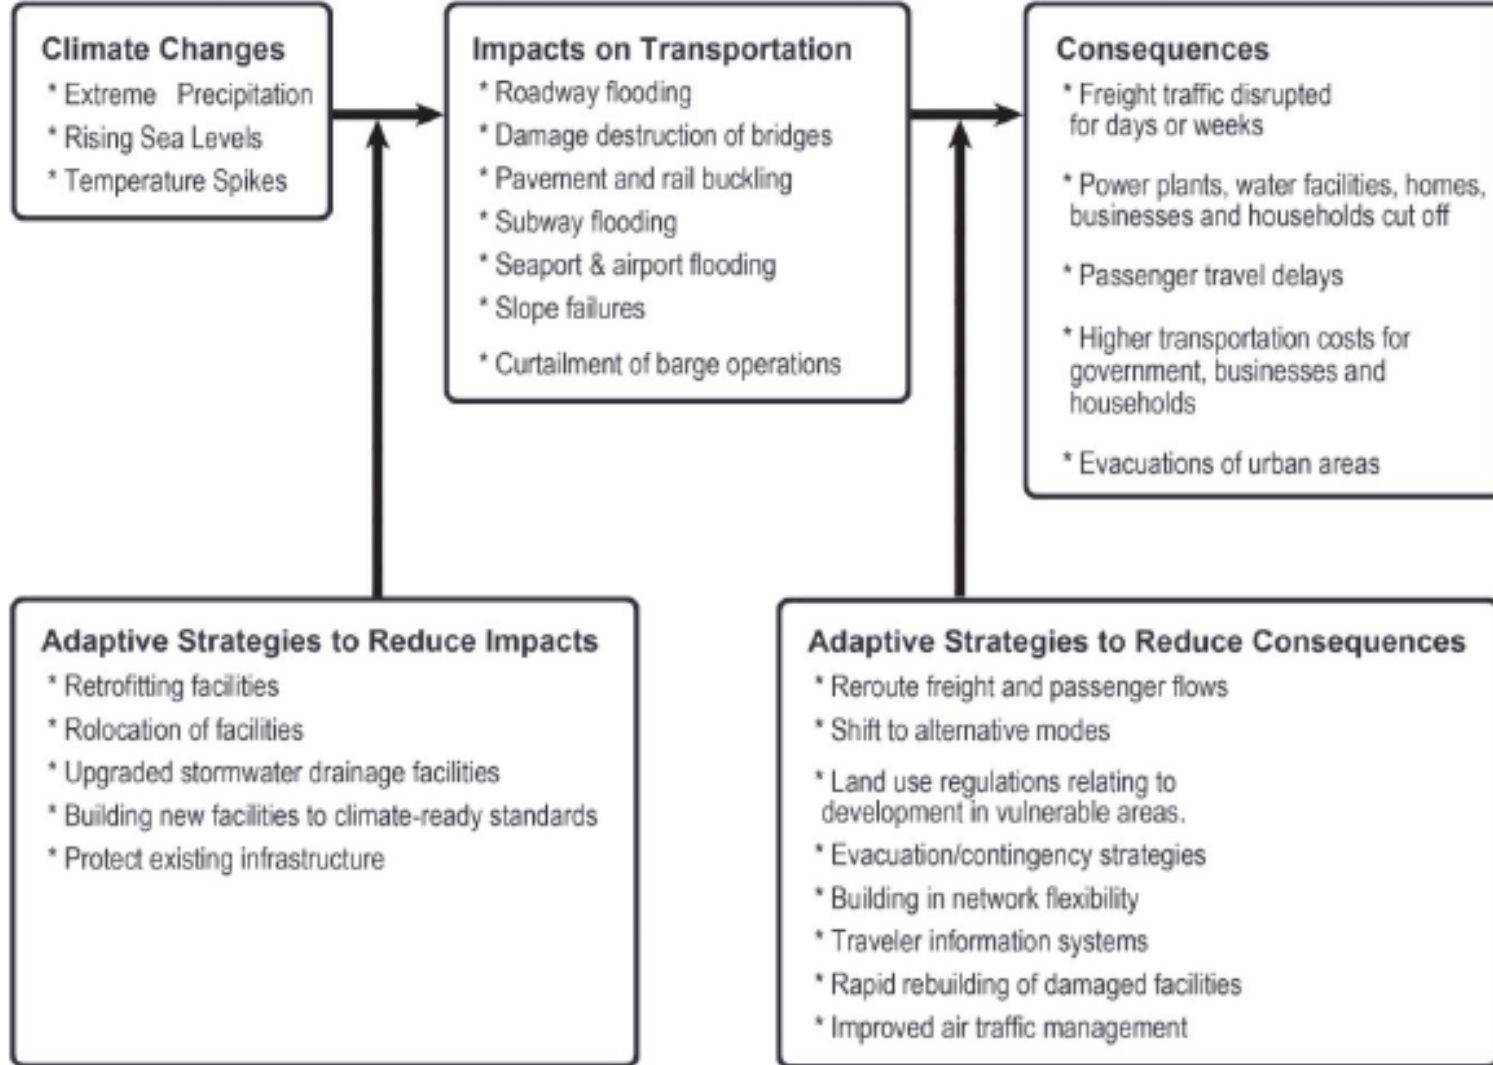 Climate Changes
* Extreme Precipitation
* Rising Sea Levels
* Temperature Spikes
Impacts on Transportation
* Roadway flooding
* Damage destruction of bridges
* Pavement and rail buckling
* Subway flooding
* Seaport & airport flooding
* Slope failures
* Curtailment of barge operations
Consequences
* Freight traffic disrupted
for days or weeks
* Power plants, water facilities, homes,
businesses and households cut off
* Passenger travel delays
* Higher transportation costs for
government, businesses and
households
* Evacuations of urban areas
Adaptive Strategies to Reduce Impacts
* Retrofitting facilities
* Rolocation of facilities
* Upgraded stormwater drainage facilities
* Building new facilities to climate-ready standards
* Protect existing infrastructure
Adaptive Strategies to Reduce Consequences
* Reroute freight and passenger flows
* Shift to alternative modes
* Land use regulations relating to
development in vulnerable areas.
* Evacuation/contingency strategies
* Building in network flexibility
* Traveler information systems
* Rapid rebuilding of damaged facilities
* Improved air traffic management